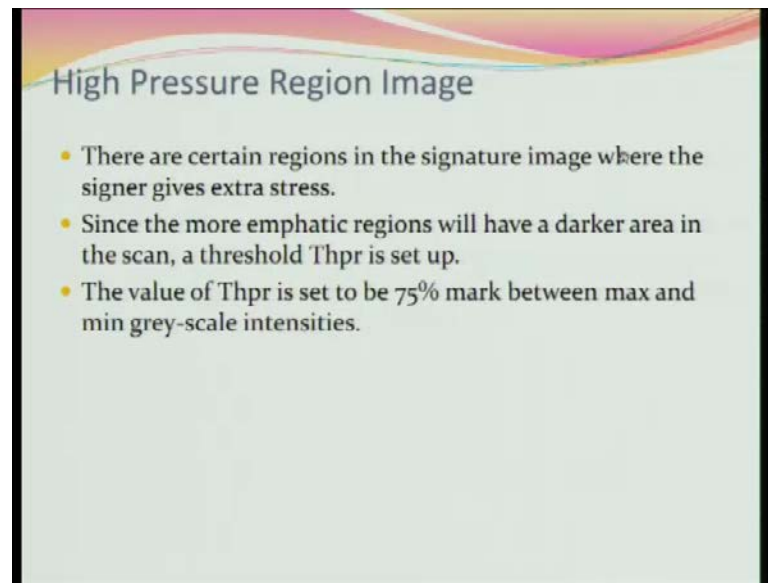 High Pressure Region Image
• There are certain regions in the signature image where the
signer gives extra stress.
• Since the more emphatic regions will have a darker area in
the scan, a threshold Thpr is set up.
• The value of Thpr is set to be 75% mark between max and
min grey-scale intensities.